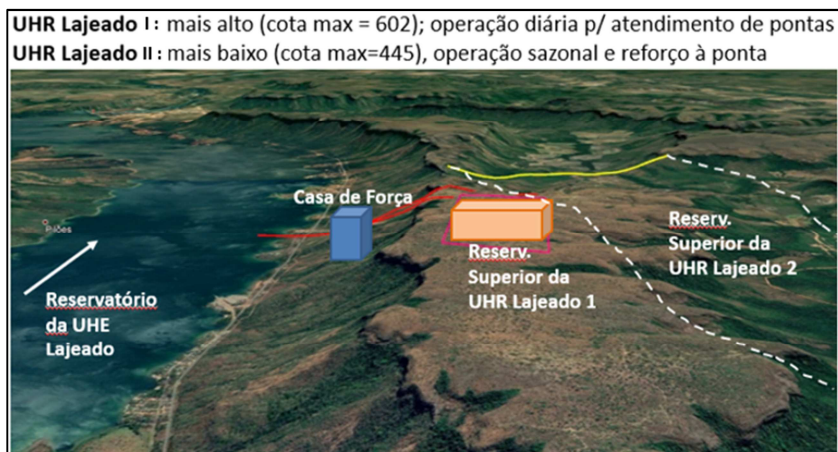 UHR Lajeado I : mais alto (cota max = 602); operação diária p/ atendimento de pontas
UHR Lajeado II : mais baixo (cota max=445), operação sazonal e reforço à ponta
Casa de Força
Reserv.
Superior da
UHR Lajeado 2
Reserv.
Superior da
UHR Lajeado 1
Reservatório
da UHE
Lajeado